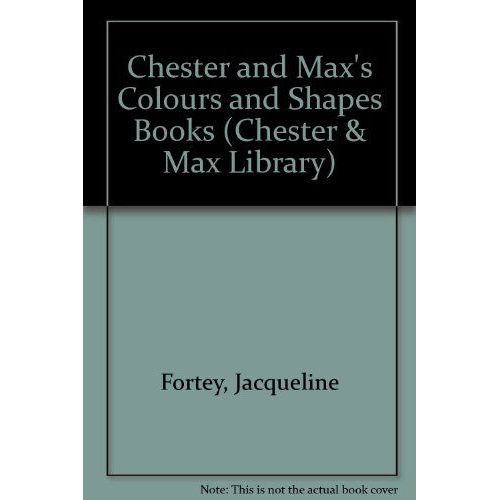 Chester and Max's
Colours and Shapes
Books (Chester &
Max Library)
Fortey, Jacqueline
Note: This is not the actual book cover